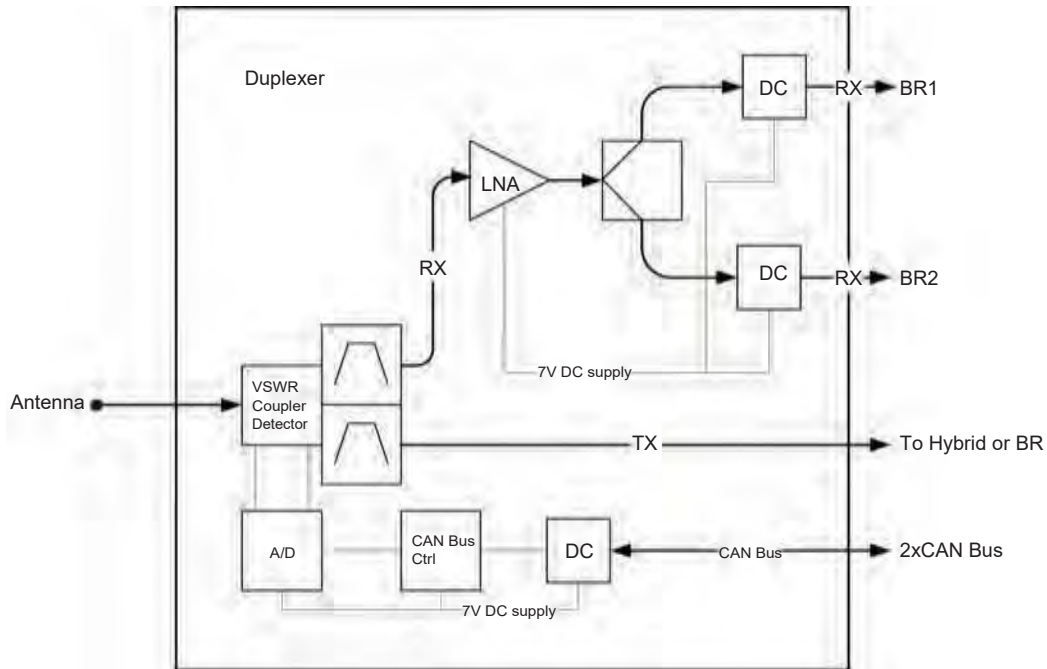 Duplexer
DC
RX
BR1
LNA
RX
DC
RX
BR2
7V DC supply
VSWR
Coupler
Detector
Antenna
TX
To Hybrid or BR
A/D
CAN Bus
Ctrl
DC
CAN Bus
2xCAN Bus
7V DC supply